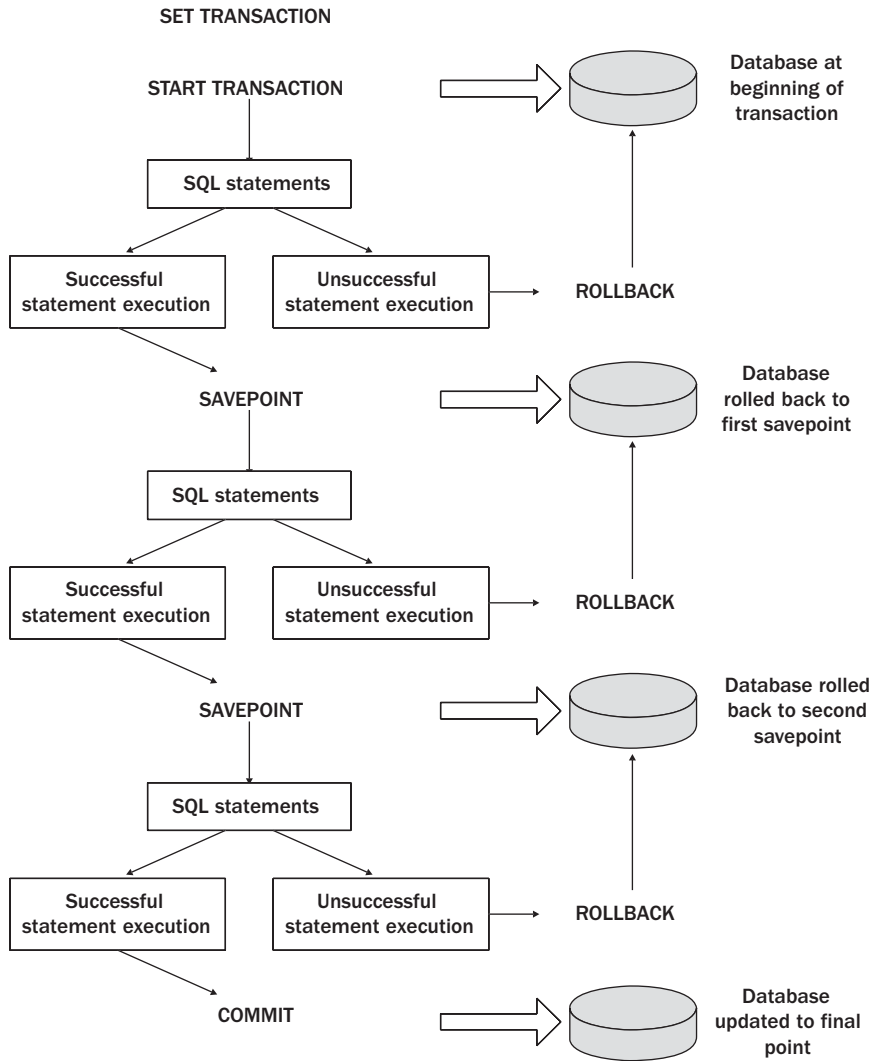 SET TRANSACTION
START TRANSACTION
Database at
beginning of
transaction
SQL statements
Successful
statement execution
Unsuccessful
statement execution
ROLLBACK
SAVEPOINT
Database
rolled back to
first savepoint
SQL statements
Successful
statement execution
Unsuccessful
statement execution
ROLLBACK
SAVEPOINT
Database rolled
back to second
savepoint
SQL statements
Successful
statement execution
Unsuccessful
statement execution
ROLLBACK
COMMIT
Database
updated to final
point